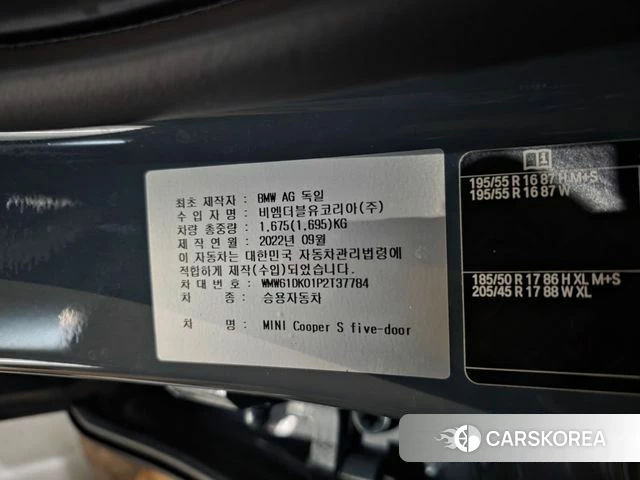 최초 제작자 : BMW AG 독일
수 입 자 명 : 비엠더블유코리아(주)
차량 총중량 : 1,675(1,695)KG
제 작 연 월 : 2022년 09월
이 자동차는 대한민국 자동차관리법령에
적합하게 제작(수입)되었습니다.
차 대 번 호 : WMW61DK01P2T37784
차 종 : 승용자동차
차 명 : MINI Cooper S five-door
195/55 R 16 87 H M+S
195/55 R 16 87 W
185/50 R 17 86 H XL M+S
205/45 R 17 88 W XL
CARSKOREA